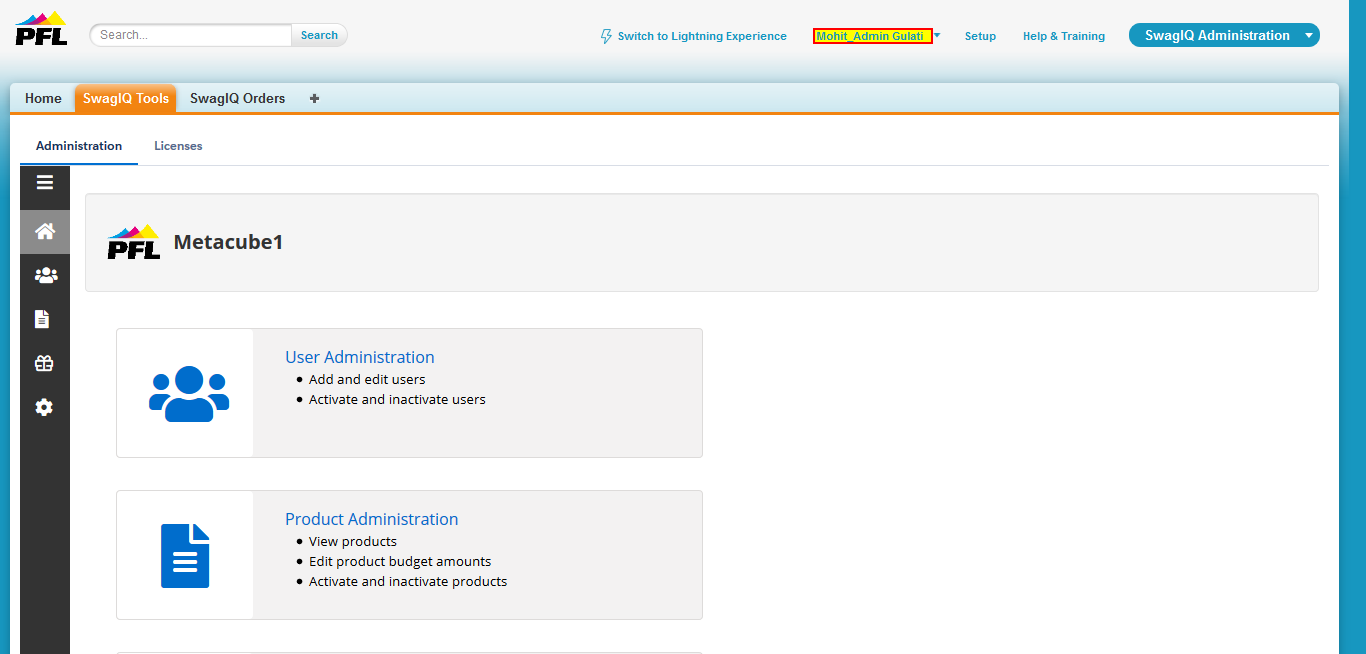 PFL
Search...
Search
Switch to Lightning Experience
Mohit_Admin Gulati
Setup
Help & Training
SwagIQ Administration
Home
SwagIQ Tools
SwagIQ Orders
Administration
Licenses
PFL
Metacube1
User Administration
Add and edit users
Activate and inactivate users
Product Administration
View products
Edit product budget amounts
Activate and inactivate products